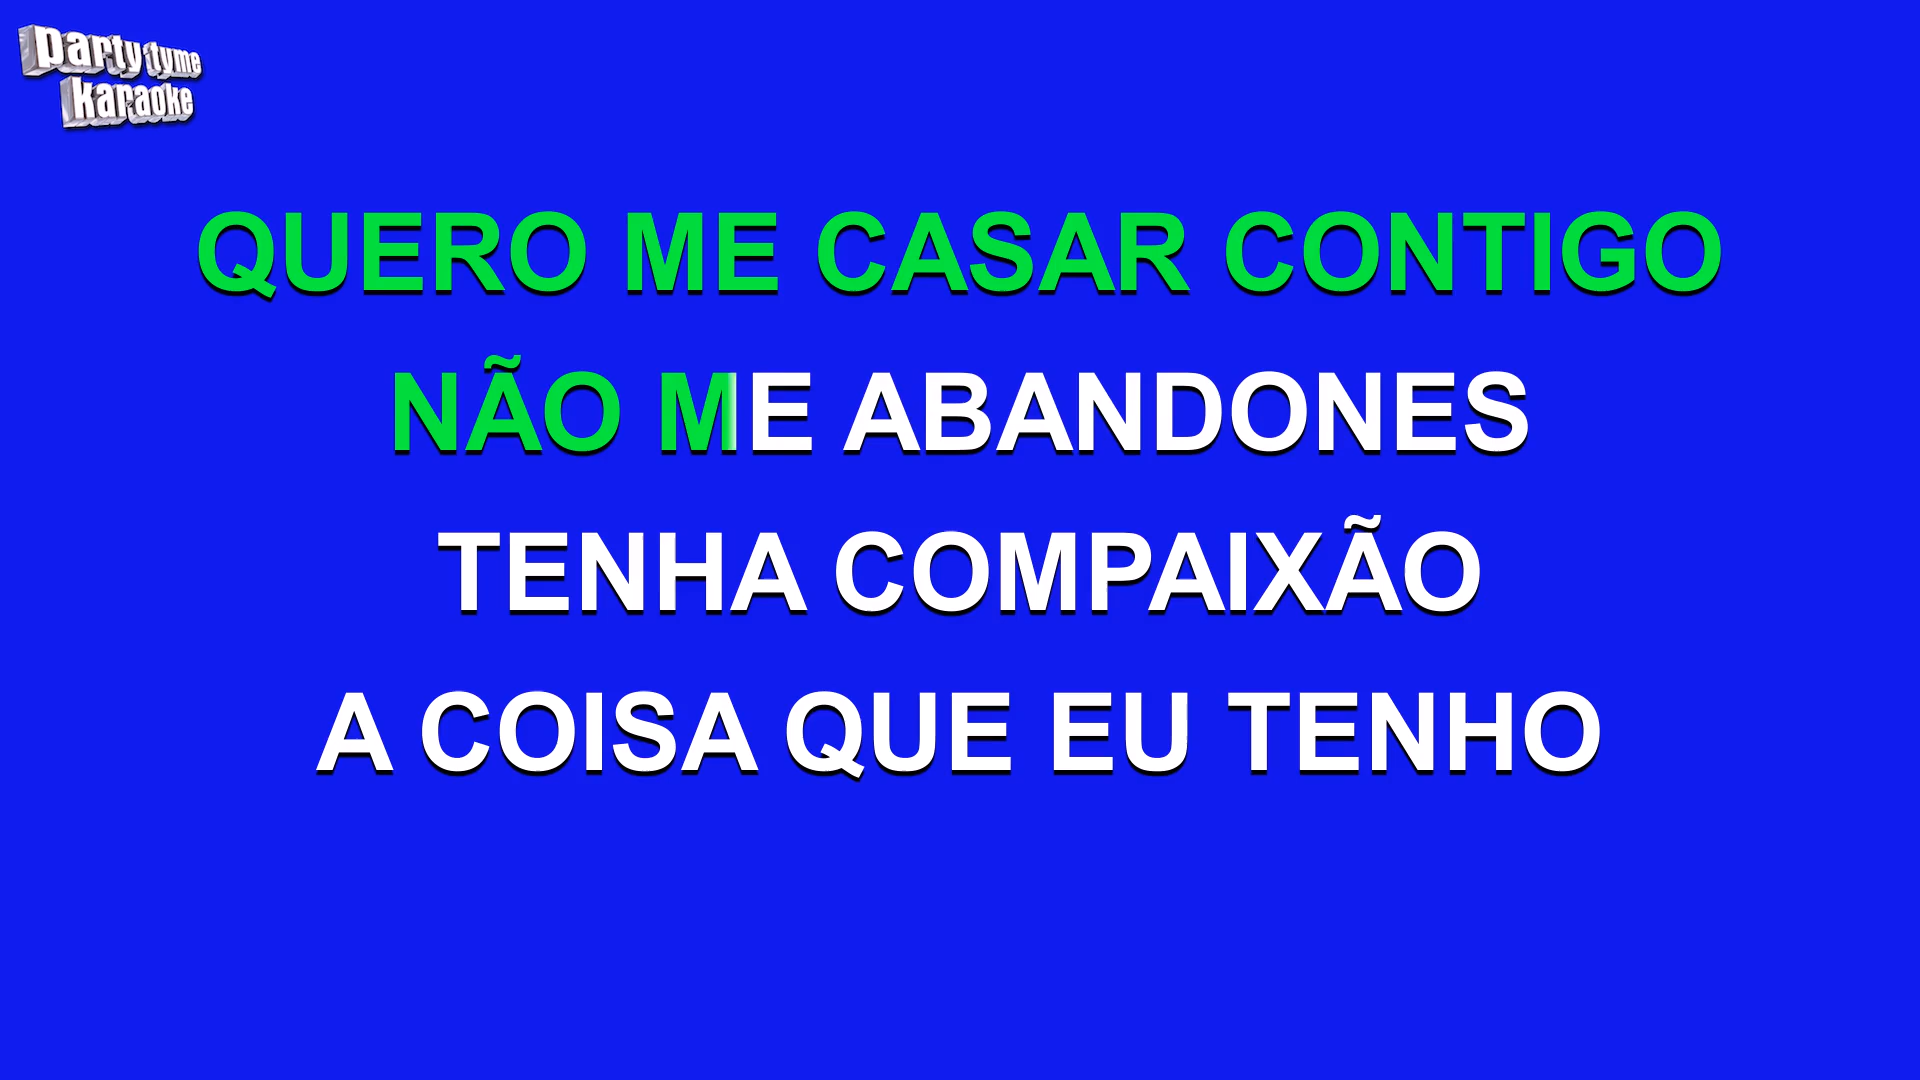 party tyme
karaoke
QUERO ME CASAR CONTIGO
NÃO ME ABANDONES
TENHA COMPAIXÃO
A COISA QUE EU TENHO